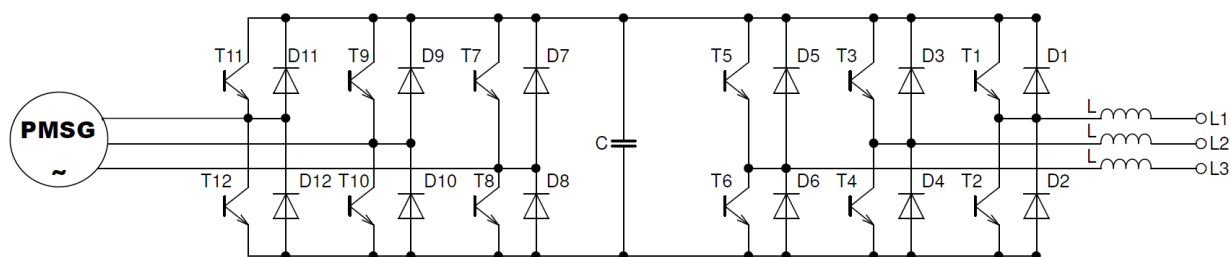 T11 D11 T9 D9 T7 D7 T5 D5 T3 D3 T1 D1
L L1
PMSG C L L2
~ L L3
T12 D12 T10 D10 T8 D8 T6 D6 T4 D4 T2 D2